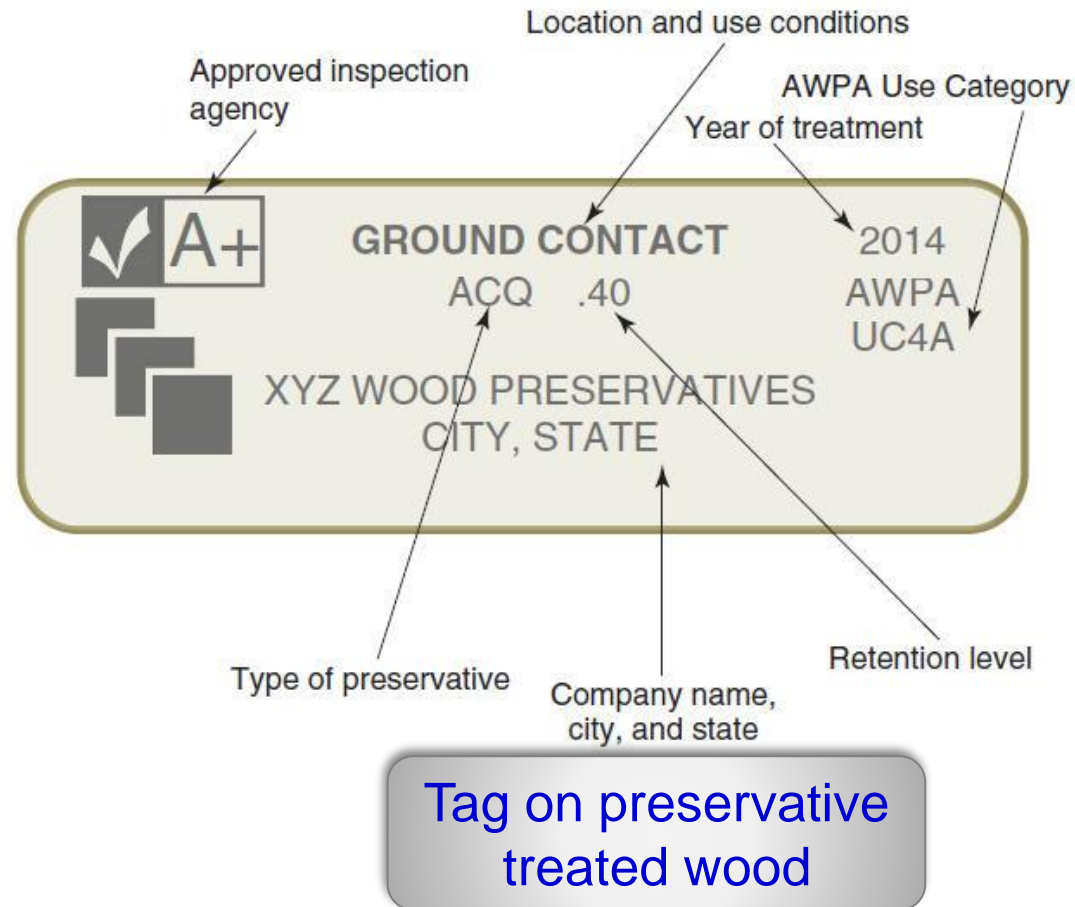 Location and use conditions
Approved inspection
agency
AWPA Use Category
Year of treatment
A+
GROUND CONTACT
2014
ACQ .40
AWPA
UC4A
XYZ WOOD PRESERVATIVES
CITY, STATE
Type of preservative
Retention level
Company name,
city, and state
Tag on preservative
treated wood